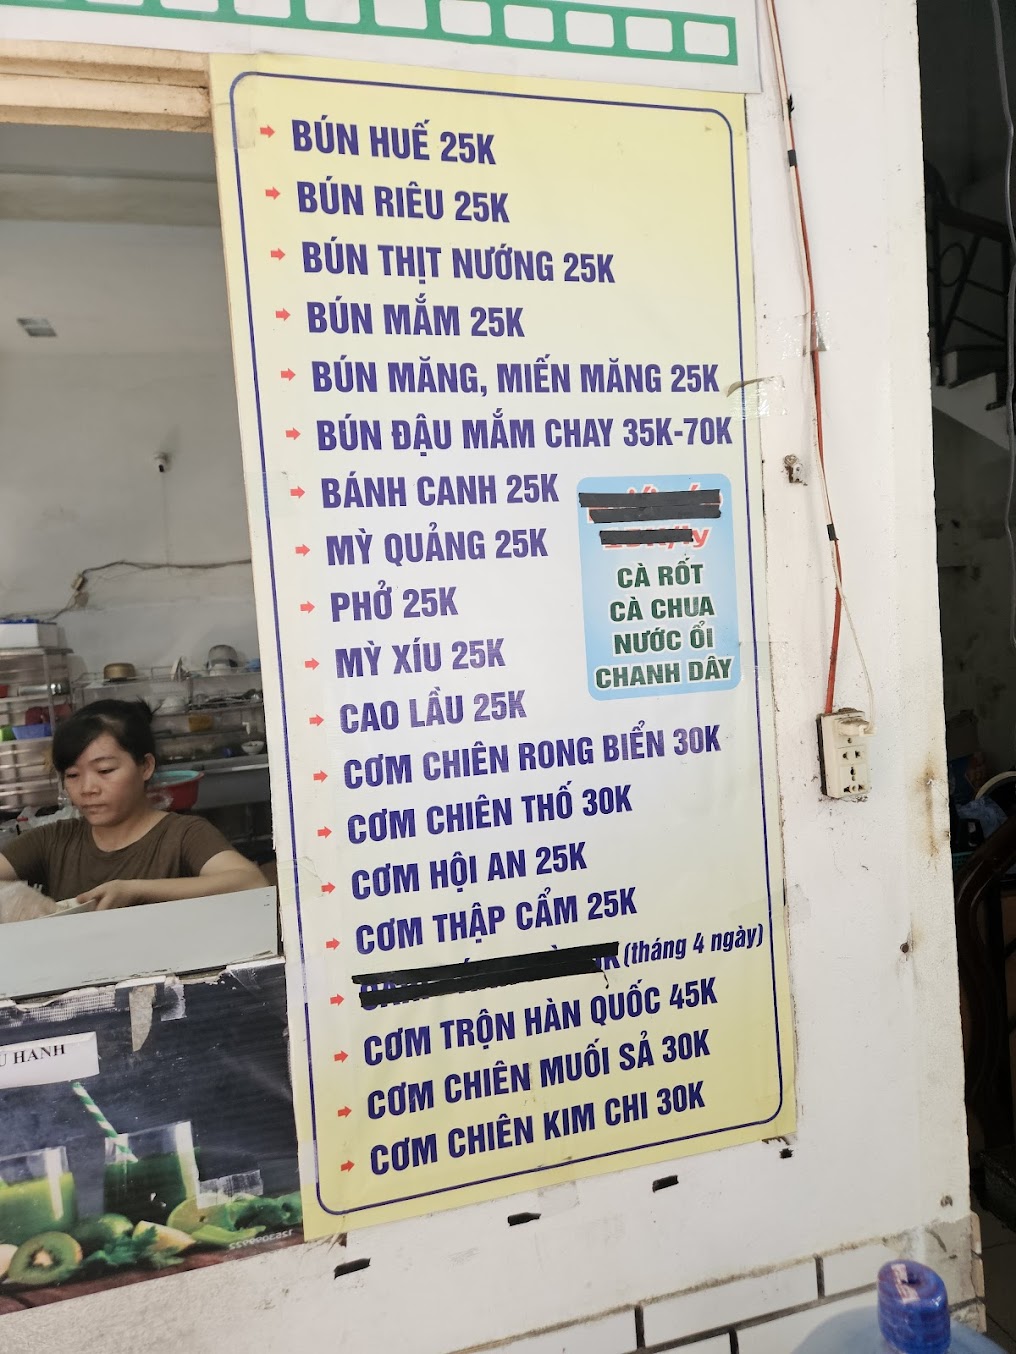 BÚN HUẾ 25K
BÚN RIÊU 25K
BÚN THỊT NƯỚNG 25K
BÚN MẮM 25K
BÚN MĂNG, MIẾN MĂNG 25K
BÚN ĐẬU MẮM CHAY 35K-70K
BÁNH CANH 25K
MỲ QUẢNG 25K
PHỞ 25K
MỲ XÍU 25K
CAO LẦU 25K
CƠM CHIÊN RONG BIỂN 30K
CƠM CHIÊN THỐ 30K
CƠM HỘI AN 25K
CƠM THẬP CẨM 25K
(tháng 4 ngày)
CƠM TRỘN HÀN QUỐC 45K
CƠM CHIÊN MUỐI SẢ 30K
CƠM CHIÊN KIM CHI 30K
CÀ RỐT
CÀ CHUA
NƯỚC ỔI
CHANH DÂY
HANH